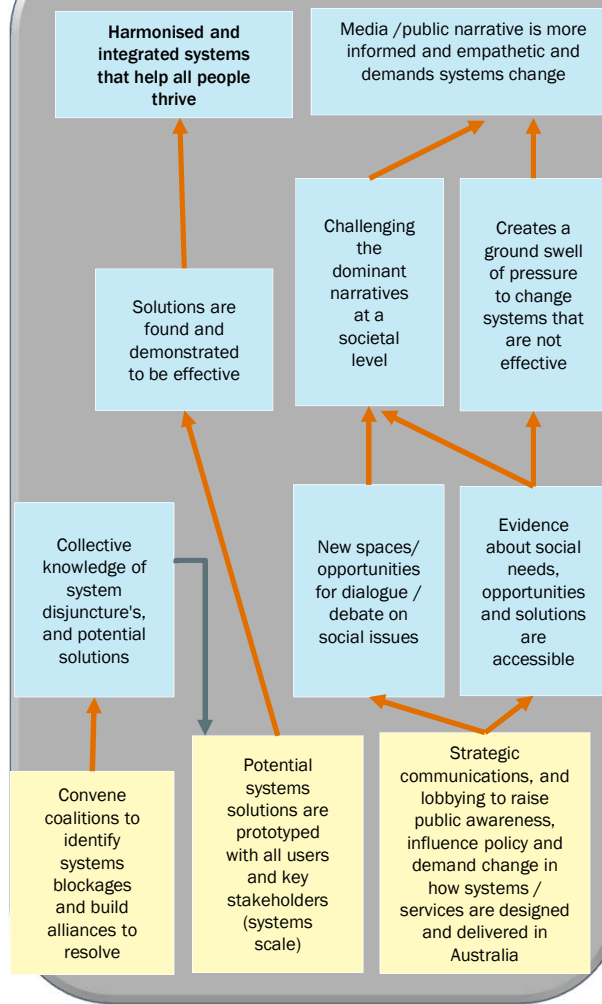 Harmonised and
integrated systems
that help all people
thrive
Media /public narrative is more
informed and empathetic and
demands systems change
Challenging
the
dominant
narratives
at a
societal
level
Creates a
ground swell
of pressure
to change
systems that
are not
effective
Solutions are
found and
demonstrated
to be effective
Collective
knowledge of
system
disjuncture's,
and potential
solutions
New spaces/
opportunities
for dialogue /
debate on
social issues
Evidence
about social
needs,
opportunities
and solutions
are
accessible
Convene
coalitions to
identify
systems
blockages
and build
alliances to
resolve
Potential
systems
solutions are
prototyped
with all users
and key
stakeholders
(systems
scale)
Strategic
communications, and
lobbying to raise
public awareness,
influence policy and
demand change in
how systems /
services are designed
and delivered in
Australia